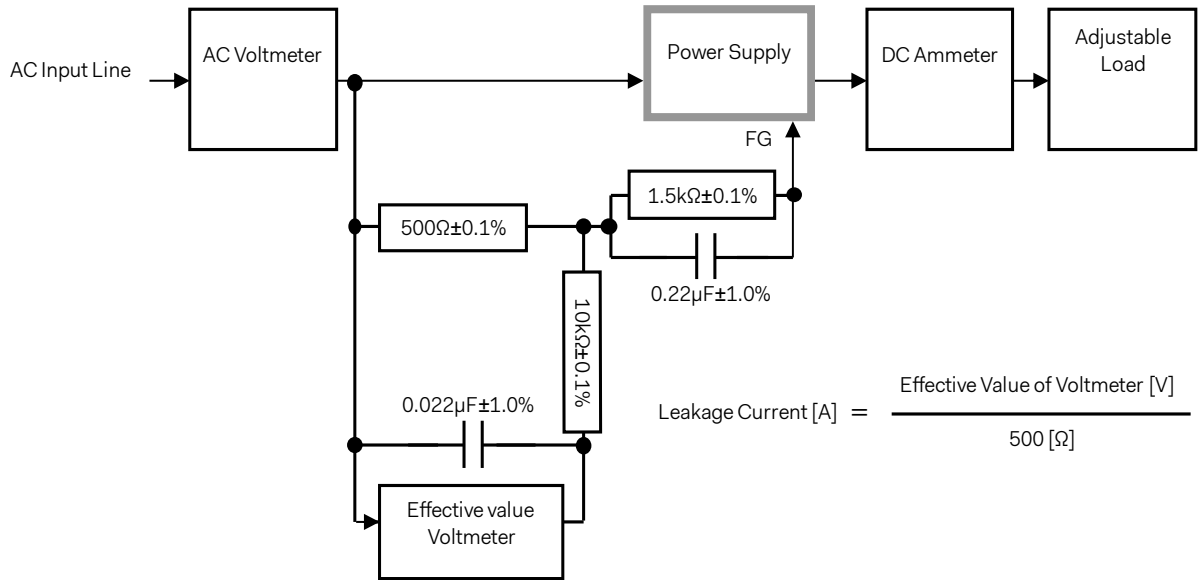 AC Input Line
AC Voltmeter
Power Supply
DC Ammeter
Adjustable
Load
FG
500Ω±0.1%
1.5kΩ±0.1%
0.22µF±1.0%
10kΩ±0.1%
0.022µF±1.0%
Effective value
Voltmeter
Leakage Current [A] =
Effective Value of Voltmeter [V]
500 [Ω]